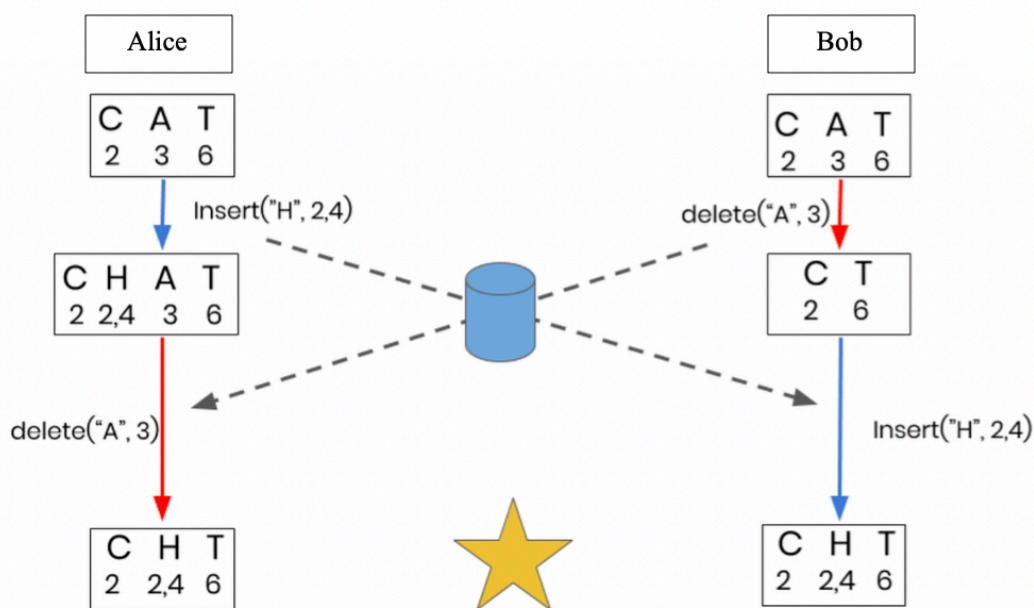 Alice
Bob
C A T
2 3 6
C A T
2 3 6
Insert("H", 2,4)
delete("A", 3)
C H A T
2 2,4 3 6
C T
2 6
delete("A", 3)
Insert("H", 2,4)
C H T
2 2,4 6
C H T
2 2,4 6